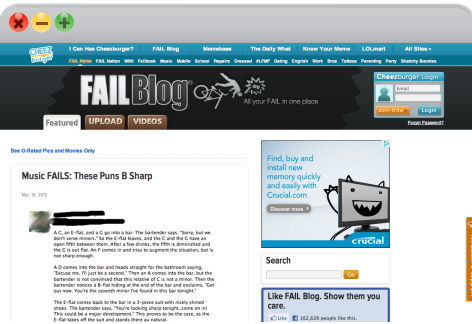 CHEEZ burger
I Can Has Cheezburger? FAIL Blog Memebase The Daily What Know Your Meme LOLmart All Sites
FAIL Home FAIL Nation WIN! Failbook Music Mobile School Repairs Dressed #LFMF Dating Engrish Work Bros Tattoos Parenting Party Sketchy Bunnies
FAILBlog
All your FAIL in one place
Cheezburger Login
Email
Join Now Login
Forgot Password?
Featured UPLOAD VIDEOS
See G-Rated Pics and Movies Only
Music FAILS: These Puns B Sharp
A C, an E-flat, and a G go into a bar. The bartender says: "Sorry, but we
don't serve minors." So the E-flat leaves, and the C and the G have an
open fifth between them. After a few drinks, the fifth is diminished and
the G is out flat. An F comes in and tries to augment the situation, but is
not sharp enough.
A D comes into the bar and heads straight for the bathroom saying,
"Excuse me. I'll just be a second." Then an A comes into the bar, but the
bartender is not convinced that this relative of C is not a minor. Then the
bartender notices a B-flat hiding at the end of the bar and exclaims, "Get
out now. You're the seventh minor I've found in this bar tonight."
The E-flat comes back to the bar in a 3-piece suit with nicely shined
shoes. The bartender says, "You're looking sharp tonight, come on in!
This could be a major development." This proves to be the case, as the
E-flat takes off the suit and stands there au natural.
Find, buy and
install new
memory quickly
and easily with
Crucial.com
Discover more
crucial
Search
Go
Like FAIL Blog. Show them you
care.
Like 162,626 people like this.